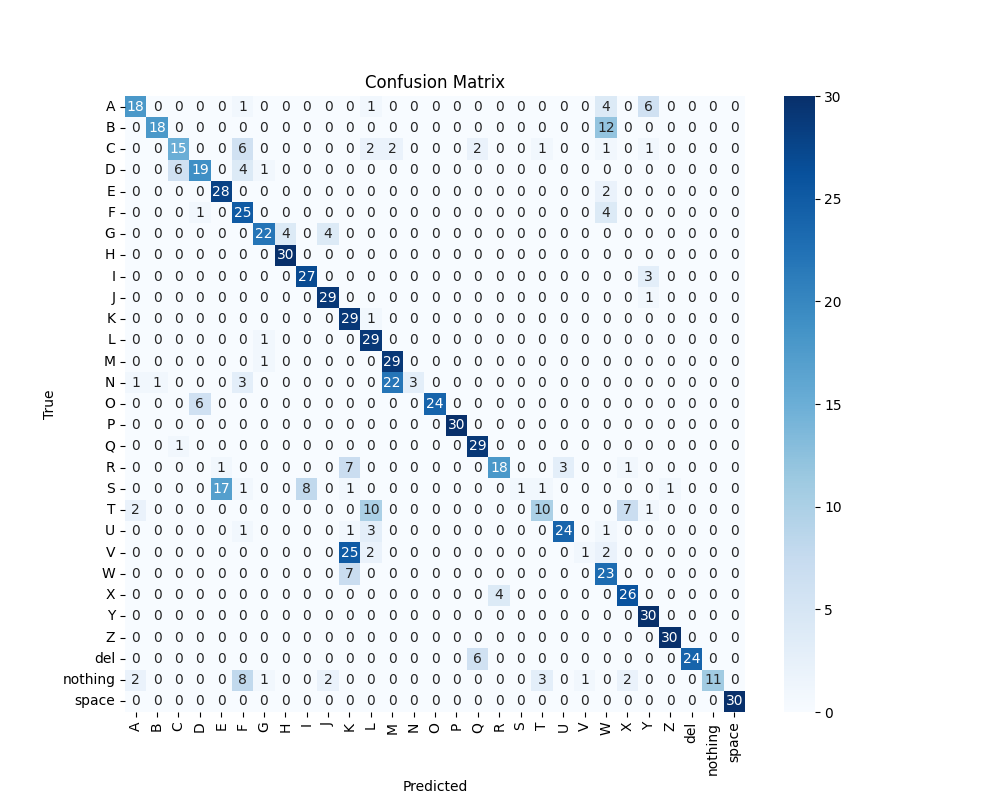 Confusion Matrix
A 18 0 0 0 0 1 0 0 0 0 0 1 0 0 0 0 0 0 0 0 0 0 4 0 6 0 0 0 0
B 0 18 0 0 0 0 0 0 0 0 0 0 0 0 0 0 0 0 0 0 0 0 12 0 0 0 0 0 0
C 0 0 15 0 0 6 0 0 0 0 0 2 2 0 0 0 2 0 0 1 0 0 1 0 1 0 0 0 0
D 0 0 6 19 0 4 1 0 0 0 0 0 0 0 0 0 0 0 0 0 0 0 0 0 0 0 0 0 0
E 0 0 0 0 28 0 0 0 0 0 0 0 0 0 0 0 0 0 0 0 0 0 2 0 0 0 0 0 0
F 0 0 0 1 0 25 0 0 0 0 0 0 0 0 0 0 0 0 0 0 0 0 4 0 0 0 0 0 0
G 0 0 0 0 0 0 22 4 0 4 0 0 0 0 0 0 0 0 0 0 0 0 0 0 0 0 0 0 0
H 0 0 0 0 0 0 0 30 0 0 0 0 0 0 0 0 0 0 0 0 0 0 0 0 0 0 0 0 0
I 0 0 0 0 0 0 0 0 27 0 0 0 0 0 0 0 0 0 0 0 0 0 0 0 3 0 0 0 0
J 0 0 0 0 0 0 0 0 0 29 0 0 0 0 0 0 0 0 0 0 0 0 0 0 1 0 0 0 0
K 0 0 0 0 0 0 0 0 0 0 29 1 0 0 0 0 0 0 0 0 0 0 0 0 0 0 0 0 0
L 0 0 0 0 0 0 1 0 0 0 0 29 0 0 0 0 0 0 0 0 0 0 0 0 0 0 0 0 0
M 0 0 0 0 0 0 1 0 0 0 0 0 29 0 0 0 0 0 0 0 0 0 0 0 0 0 0 0 0
N 1 1 0 0 0 3 0 0 0 0 0 0 22 3 0 0 0 0 0 0 0 0 0 0 0 0 0 0 0
O 0 0 0 6 0 0 0 0 0 0 0 0 0 0 24 0 0 0 0 0 0 0 0 0 0 0 0 0 0
P 0 0 0 0 0 0 0 0 0 0 0 0 0 0 0 30 0 0 0 0 0 0 0 0 0 0 0 0 0
Q 0 0 1 0 0 0 0 0 0 0 0 0 0 0 0 0 29 0 0 0 0 0 0 0 0 0 0 0 0
R 0 0 0 0 1 0 0 0 0 0 7 0 0 0 0 0 0 18 0 0 3 0 0 1 0 0 0 0 0
S 0 0 0 0 17 1 0 0 8 0 1 0 0 0 0 0 0 0 1 1 0 0 0 0 0 1 0 0 0
T 2 0 0 0 0 0 0 0 0 0 0 10 0 0 0 0 0 0 0 10 0 0 0 7 1 0 0 0 0
U 0 0 0 0 0 1 0 0 0 0 1 3 0 0 0 0 0 0 0 0 24 0 1 0 0 0 0 0 0
V 0 0 0 0 0 0 0 0 0 0 25 2 0 0 0 0 0 0 0 0 0 1 2 0 0 0 0 0 0
W 0 0 0 0 0 0 0 0 0 0 7 0 0 0 0 0 0 0 0 0 0 0 23 0 0 0 0 0 0
X 0 0 0 0 0 0 0 0 0 0 0 0 0 0 0 0 0 4 0 0 0 0 0 26 0 0 0 0 0
Y 0 0 0 0 0 0 0 0 0 0 0 0 0 0 0 0 0 0 0 0 0 0 0 0 30 0 0 0 0
Z 0 0 0 0 0 0 0 0 0 0 0 0 0 0 0 0 0 0 0 0 0 0 0 0 0 30 0 0 0
del 0 0 0 0 0 0 0 0 0 0 0 0 0 0 0 0 6 0 0 0 0 0 0 0 0 0 24 0 0
nothing 2 0 0 0 0 8 1 0 0 2 0 0 0 0 0 0 0 0 0 3 0 1 0 2 0 0 0 11 0
space 0 0 0 0 0 0 0 0 0 0 0 0 0 0 0 0 0 0 0 0 0 0 0 0 0 0 0 0 30
A B C D E F G H I J K L M N O P Q R S T U V W X Y Z del nothing space
True
Predicted
30
25
20
15
10
5
0